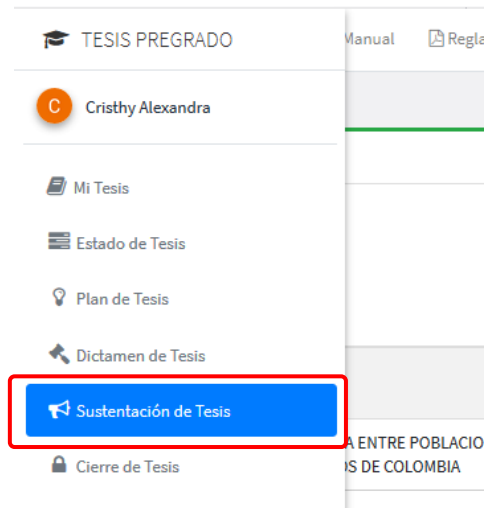 TESIS PREGRADO
Manual
Regla
C
Cristhy Alexandra
Mi Tesis
Estado de Tesis
Plan de Tesis
Dictamen de Tesis
Sustentación de Tesis
A ENTRE POBLACIO
OS DE COLOMBIA
Cierre de Tesis